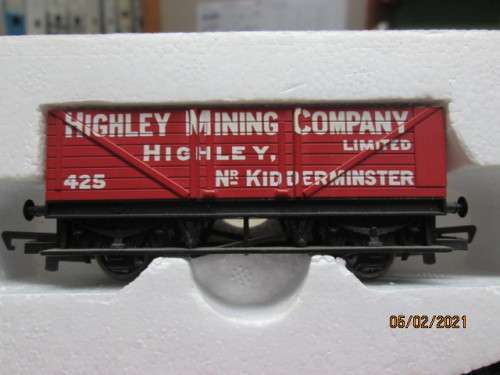 HIGHLEY MINING COMPANY
LIMITED
HIGHLEY,
425 NR KIDDERMINSTER
05/02/2021